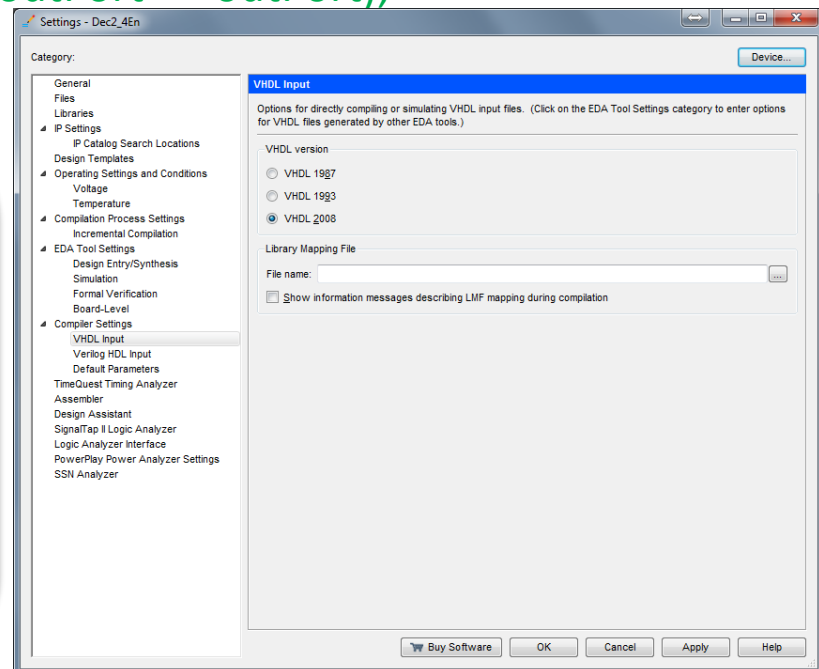 Settings - Dec2_4En
Category:
Device...
General
Files
Libraries
IP Settings
IP Catalog Search Locations
Design Templates
Operating Settings and Conditions
Voltage
Temperature
Compilation Process Settings
Incremental Compilation
EDA Tool Settings
Design Entry/Synthesis
Simulation
Formal Verification
Board-Level
Compiler Settings
VHDL Input
Verilog HDL Input
Default Parameters
TimeQuest Timing Analyzer
Assembler
Design Assistant
SignalTap II Logic Analyzer
Logic Analyzer Interface
PowerPlay Power Analyzer Settings
SSN Analyzer
VHDL Input
Options for directly compiling or simulating VHDL input files. (Click on the EDA Tool Settings category to enter options
for VHDL files generated by other EDA tools.)
VHDL version
VHDL 1987
VHDL 1993
VHDL 2008
Library Mapping File
File name:
...
Show information messages describing LMF mapping during compilation
Buy Software
OK
Cancel
Apply
Help